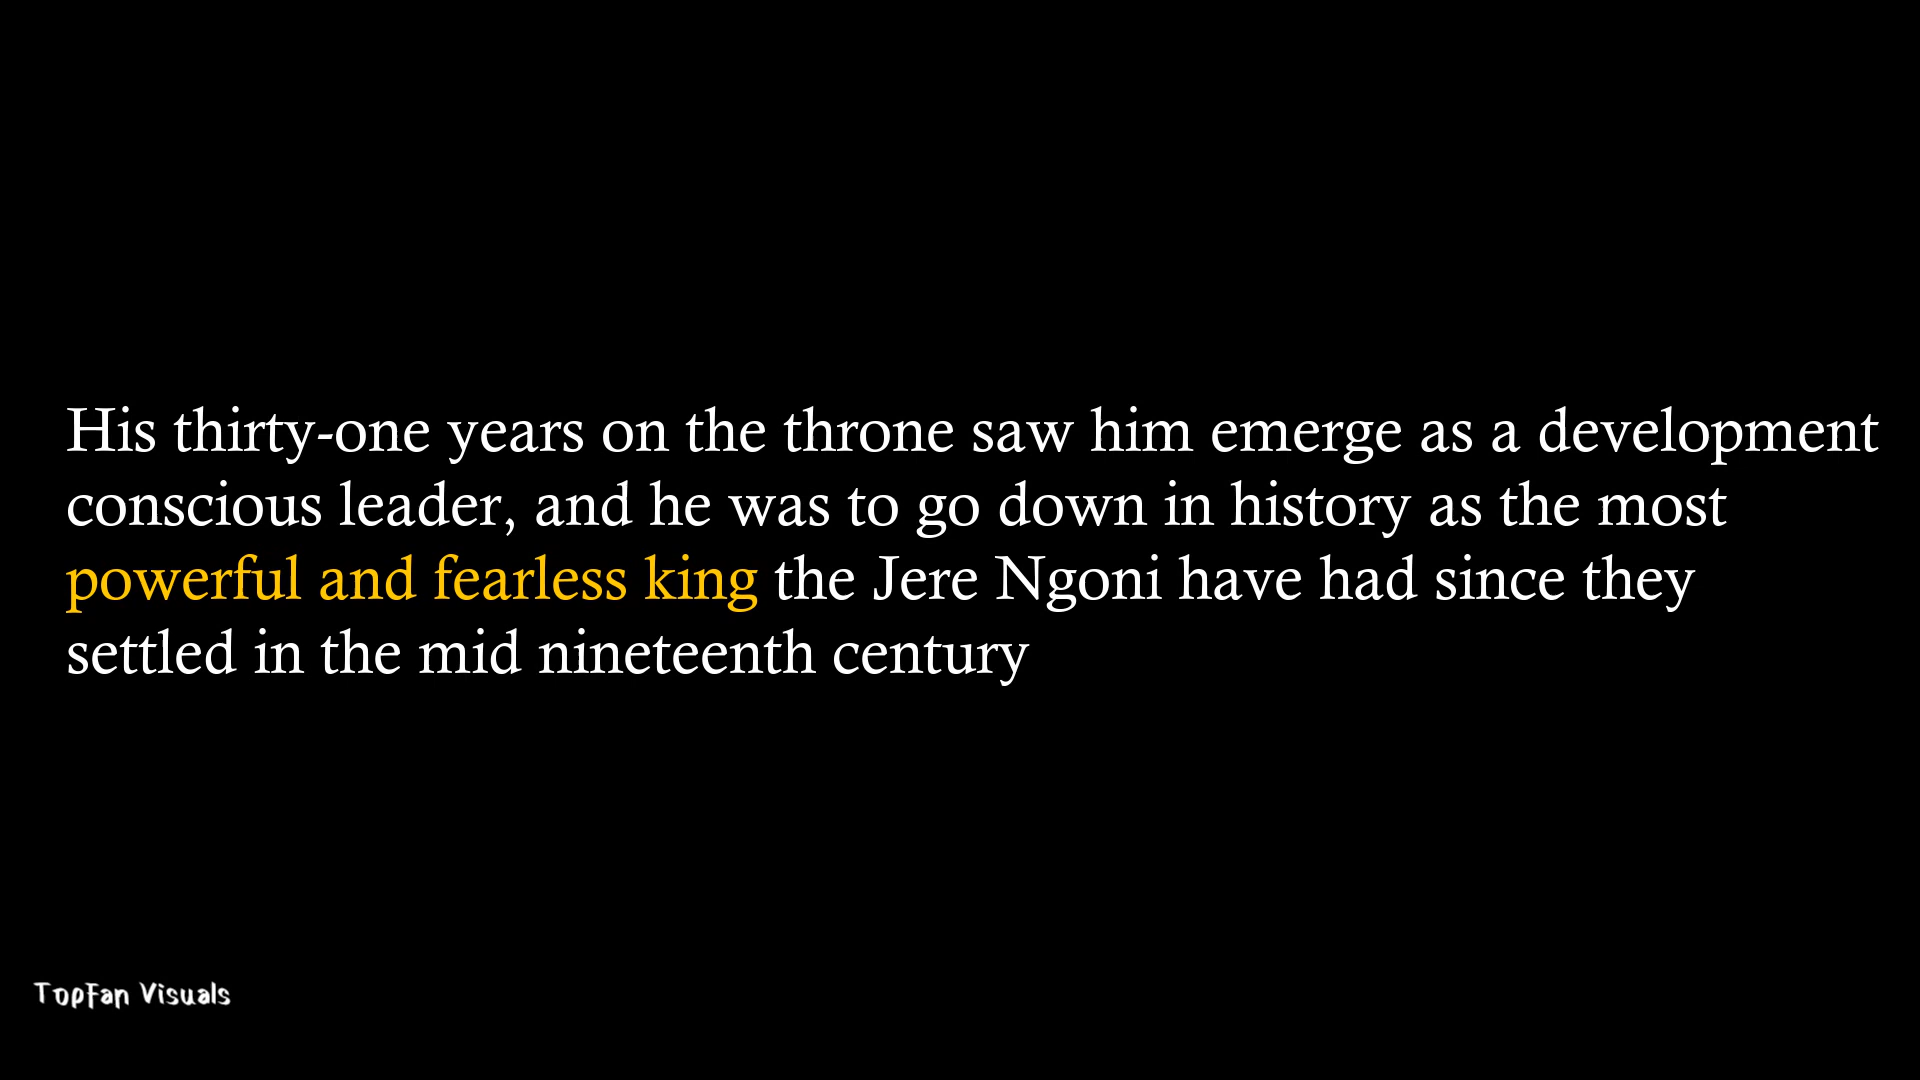 His thirty-one years on the throne saw him emerge as a development
conscious leader, and he was to go down in history as the most
powerful and fearless king the Jere Ngoni have had since they
settled in the mid nineteenth century
TopFan Visuals